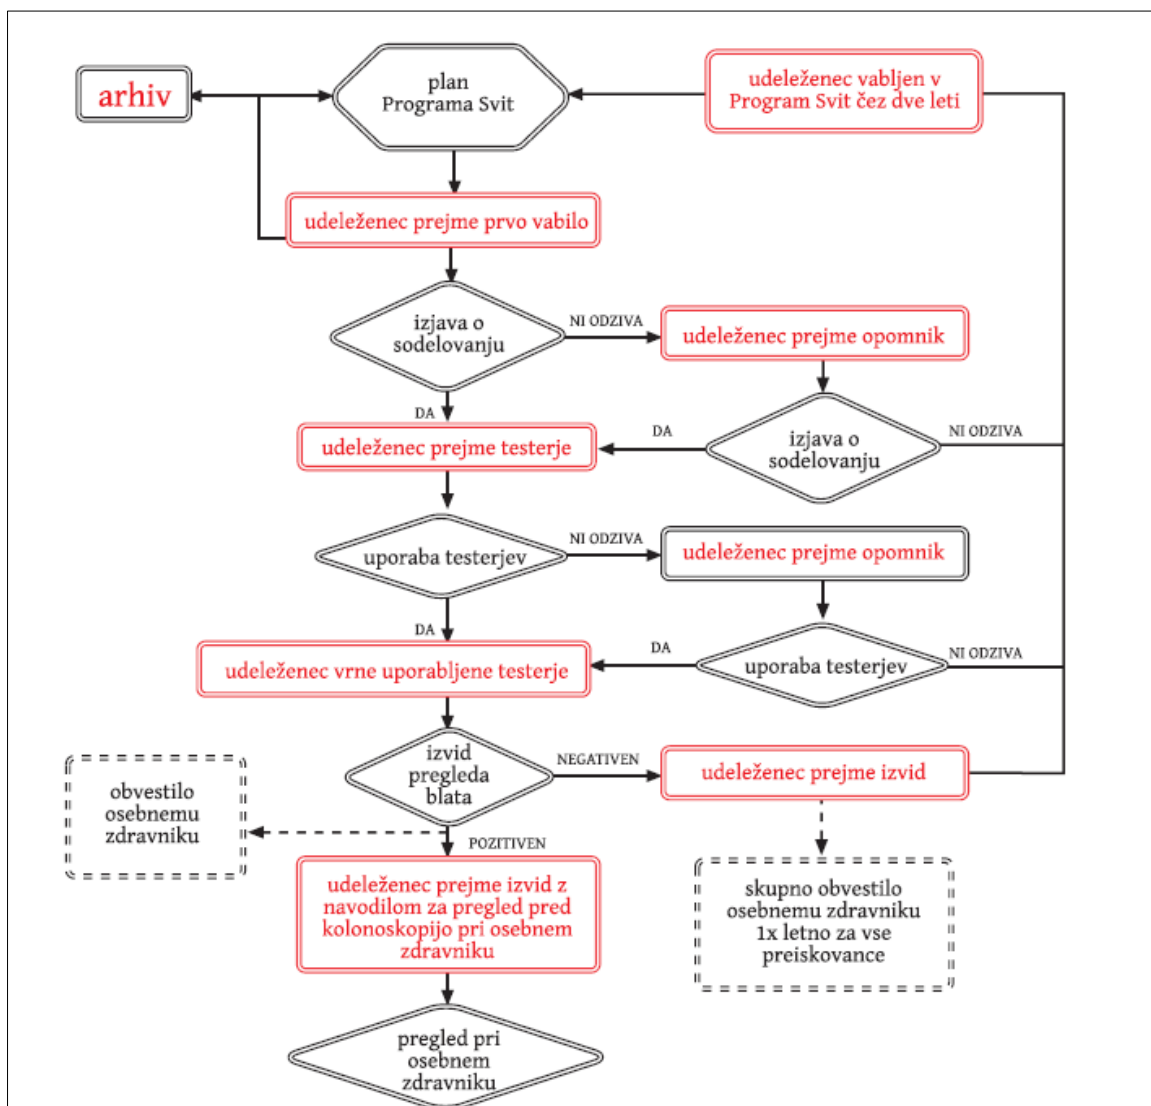 arhiv
plan
Programa Svit
udeleženec vabljen v
Program Svit čez dve leti
udeleženec prejme prvo vabilo
izjava o
sodelovanju
NI ODZIVA
udeleženec prejme opomnik
DA
udeleženec prejme testerje
DA
izjava o
sodelovanju
NI ODZIVA
uporaba testerjev
NI ODZIVA
udeleženec prejme opomnik
DA
udeleženec vrne uporabljene testerje
DA
uporaba testerjev
NI ODZIVA
izvid
pregleda
blata
NEGATIVEN
udeleženec prejme izvid
obvestilo
osebnemu
zdravniku
POZITIVEN
udeleženec prejme izvid z
navodilom za pregled pred
kolonoskopijo pri osebnem
zdravniku
skupno obvestilo
osebnemu zdravniku
1x letno za vse
preiskovance
pregled pri
osebnem
zdravniku